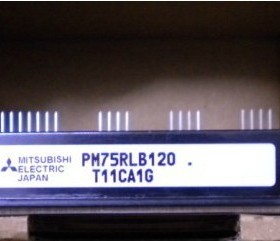 MITSUBISHI
ELECTRIC
JAPAN
PM75RLB120 .
T11CA1G